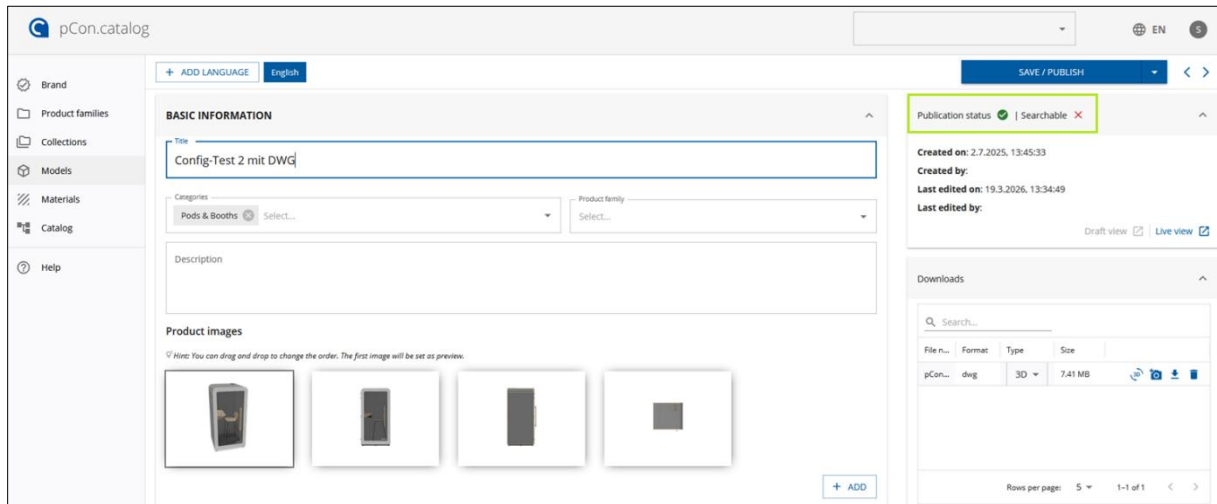 pCon.catalog
EN
S
Brand
Product families
Collections
Models
Materials
Catalog
Help
+ ADD LANGUAGE
English
SAVE / PUBLISH
BASIC INFORMATION
Title
Config-Test 2 mit DWG
Categories
Pods & Booths
Select...
Product family
Select...
Description
Product images
Hint: You can drag and drop to change the order. The first image will be set as preview.
+ ADD
Publication status | Searchable
Created on: 2.7.2025, 13:45:33
Created by:
Last edited on: 19.3.2026, 13:34:49
Last edited by:
Draft view | Live view
Downloads
Search...
File n... Format Type Size
pCon... dwg 3D 7.41 MB 3D
Rows per page: 5 1-1 of 1